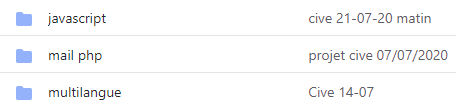 javascript cive 21-07-20 matin
mail php projet cive 07/07/2020
multilangue Cive 14-07